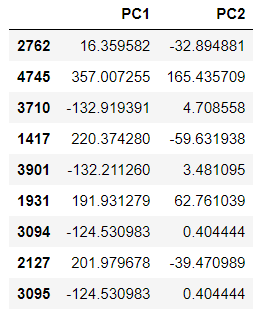 PC1 PC2
2762 16.359582 -32.894881
4745 357.007255 165.435709
3710 -132.919391 4.708558
1417 220.374280 -59.631938
3901 -132.211260 3.481095
1931 191.931279 62.761039
3094 -124.530983 0.404444
2127 201.979678 -39.470989
3095 -124.530983 0.404444